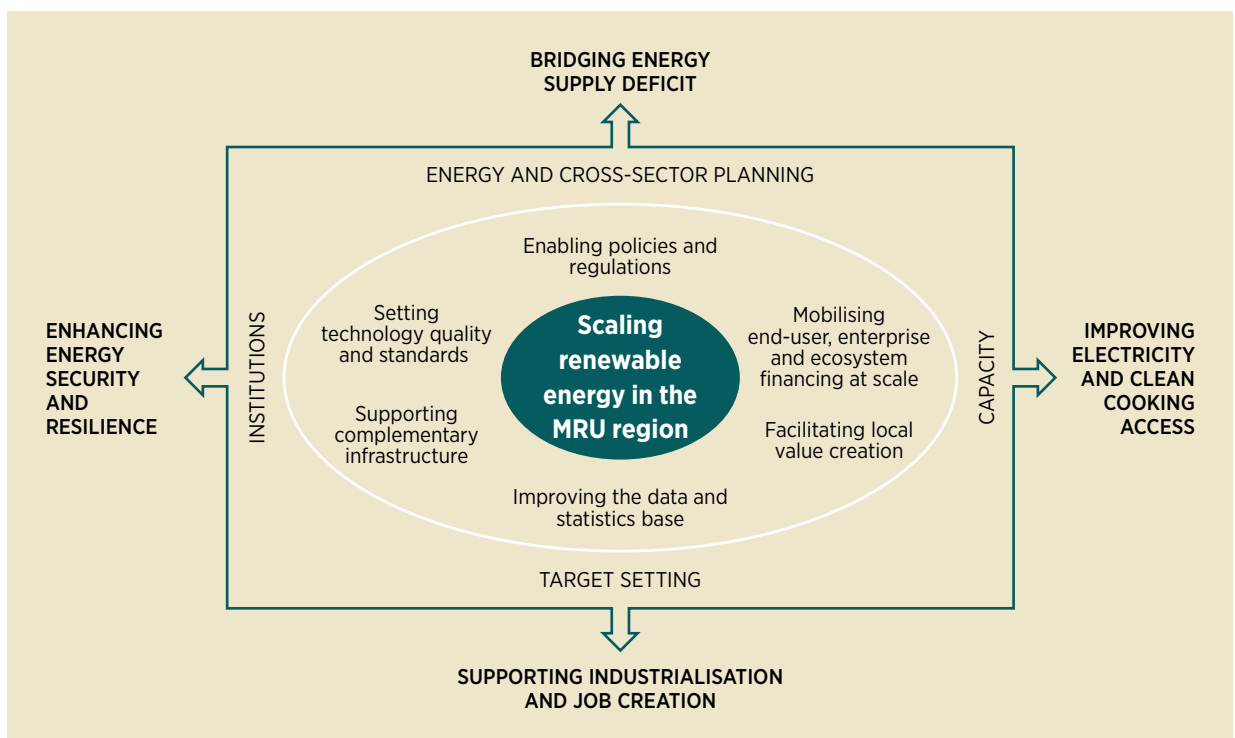 BRIDGING ENERGY
SUPPLY DEFICIT
ENERGY AND CROSS-SECTOR PLANNING
Enabling policies and
regulations
Setting
technology quality
and standards
Supporting
complementary
infrastructure
Scaling
renewable
energy in the
MRU region
Mobilising
end-user, enterprise
and ecosystem
financing at scale
Facilitating local
value creation
Improving the data and
statistics base
INSTITUTIONS
CAPACITY
TARGET SETTING
ENHANCING
ENERGY
SECURITY
AND
RESILIENCE
IMPROVING
ELECTRICITY
AND CLEAN
COOKING
ACCESS
SUPPORTING INDUSTRIALISATION
AND JOB CREATION